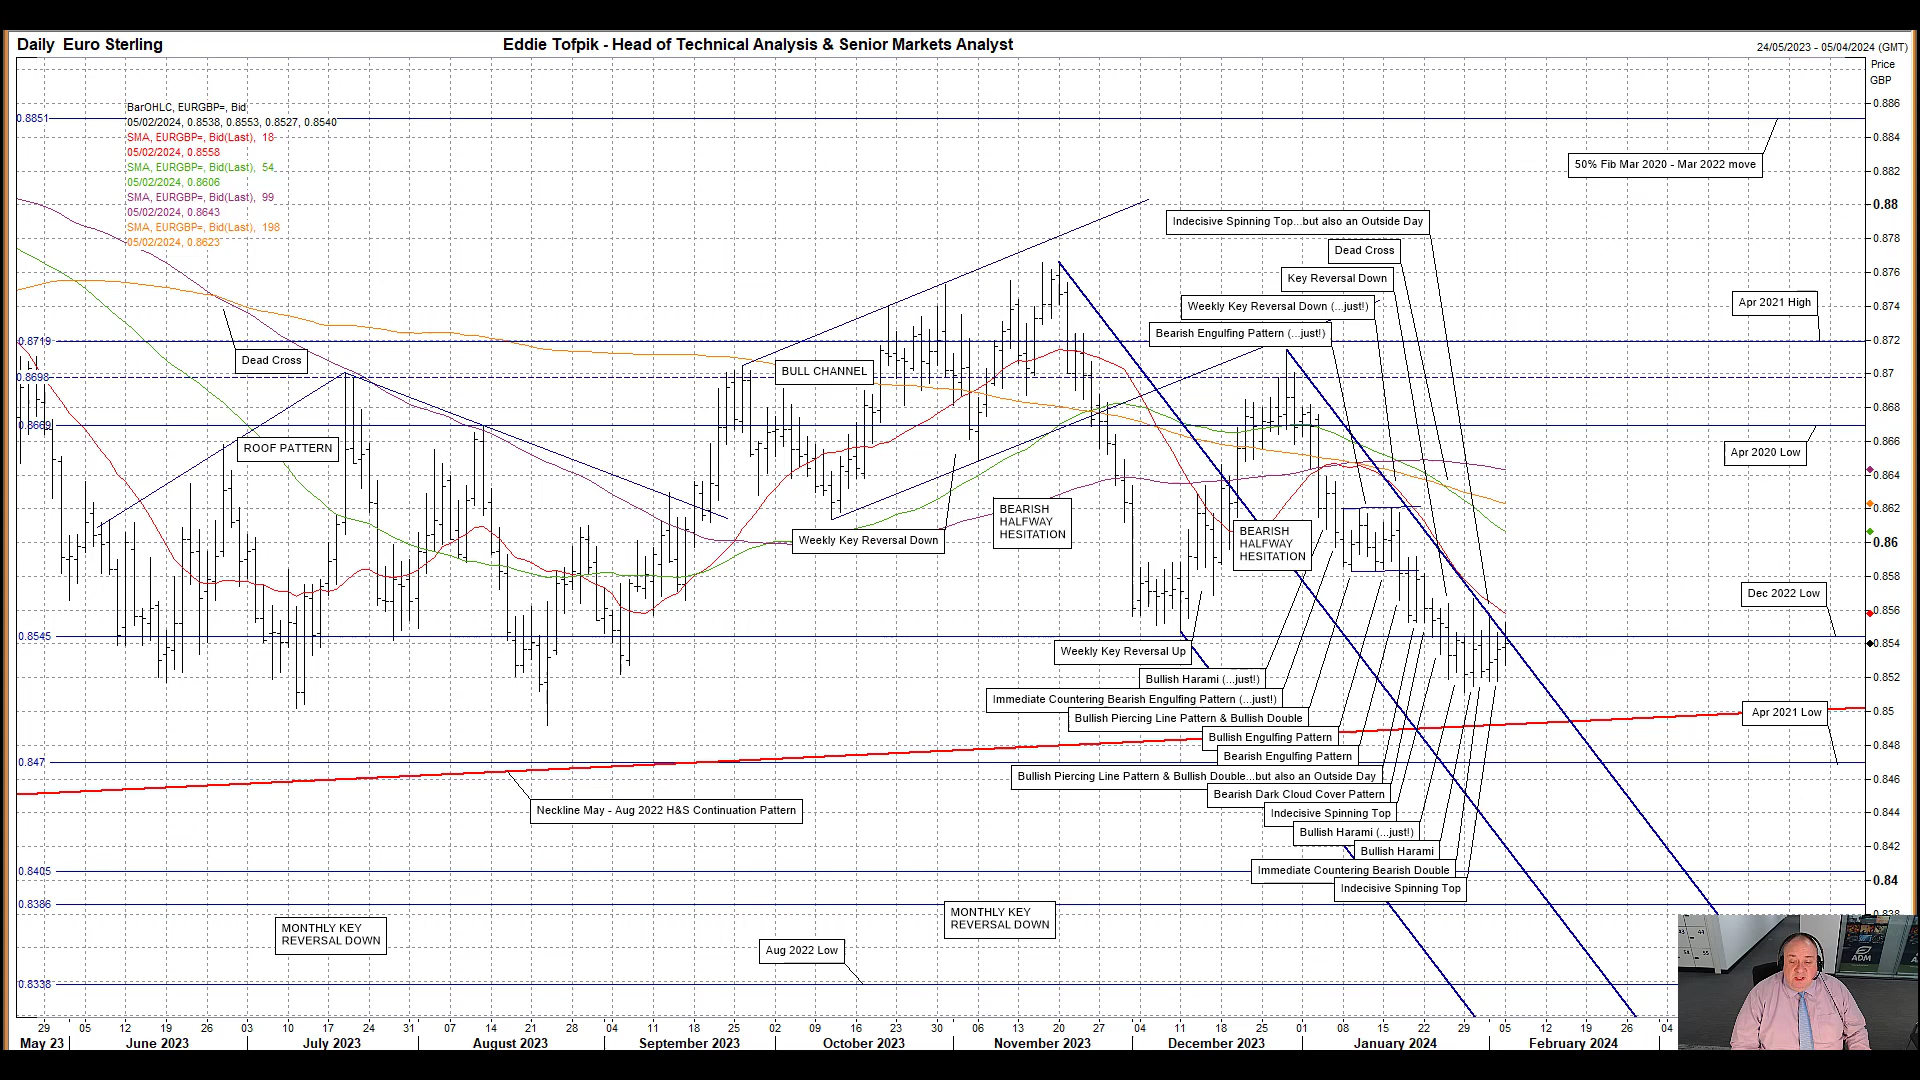 Daily Euro Sterling
Eddie Tofpik - Head of Technical Analysis & Senior Markets Analyst
24/05/2023 - 05/04/2024 (GMT)
Price
GBP
BarOHLC, EURGBP=, Bid
05/02/2024, 0.8538, 0.8553, 0.8527, 0.8540
SMA, EURGBP=, Bid(Last), 18
05/02/2024, 0.8558
SMA, EURGBP=, Bid(Last), 54
05/02/2024, 0.8606
SMA, EURGBP=, Bid(Last), 99
05/02/2024, 0.8643
SMA, EURGBP=, Bid(Last), 198
05/02/2024, 0.8623
0.8851
0.8719
0.8698
0.8669
0.8545
0.847
0.8405
0.8386
0.8338
50% Fib Mar 2020 - Mar 2022 move
Indecisive Spinning Top...but also an Outside Day
Dead Cross
Key Reversal Down
Weekly Key Reversal Down (...just!)
Bearish Engulfing Pattern (...just!)
Apr 2021 High
Dead Cross
BULL CHANNEL
ROOF PATTERN
Apr 2020 Low
BEARISH
HALFWAY
HESITATION
Weekly Key Reversal Down
BEARISH
HALFWAY
HESITATION
Dec 2022 Low
Weekly Key Reversal Up
Bullish Harami (...just!)
Immediate Countering Bearish Engulfing Pattern (...just!)
Bullish Piercing Line Pattern & Bullish Double
Apr 2021 Low
Bullish Engulfing Pattern
Bearish Engulfing Pattern
Bullish Piercing Line Pattern & Bullish Double...but also an Outside Day
Bearish Dark Cloud Cover Pattern
Neckline May - Aug 2022 H&S Continuation Pattern
Indecisive Spinning Top
Bullish Harami (...just!)
Bullish Harami
Immediate Countering Bearish Double
Indecisive Spinning Top
MONTHLY KEY
REVERSAL DOWN
MONTHLY KEY
REVERSAL DOWN
Aug 2022 Low
0.886
0.884
0.882
0.88
0.878
0.876
0.874
0.872
0.87
0.868
0.866
0.864
0.862
0.86
0.858
0.856
0.854
0.852
0.85
0.848
0.846
0.844
0.842
0.84
0.838
ADM
29 05 12 19 26 03 10 17 24 31 07 14 21 28 04 11 18 25 02 09 16 23 30 06 13 20 27 04 11 18 25 01 08 15 22 29 05 12 19 26 04
May 23 June 2023 July 2023 August 2023 September 2023 October 2023 November 2023 December 2023 January 2024 February 2024